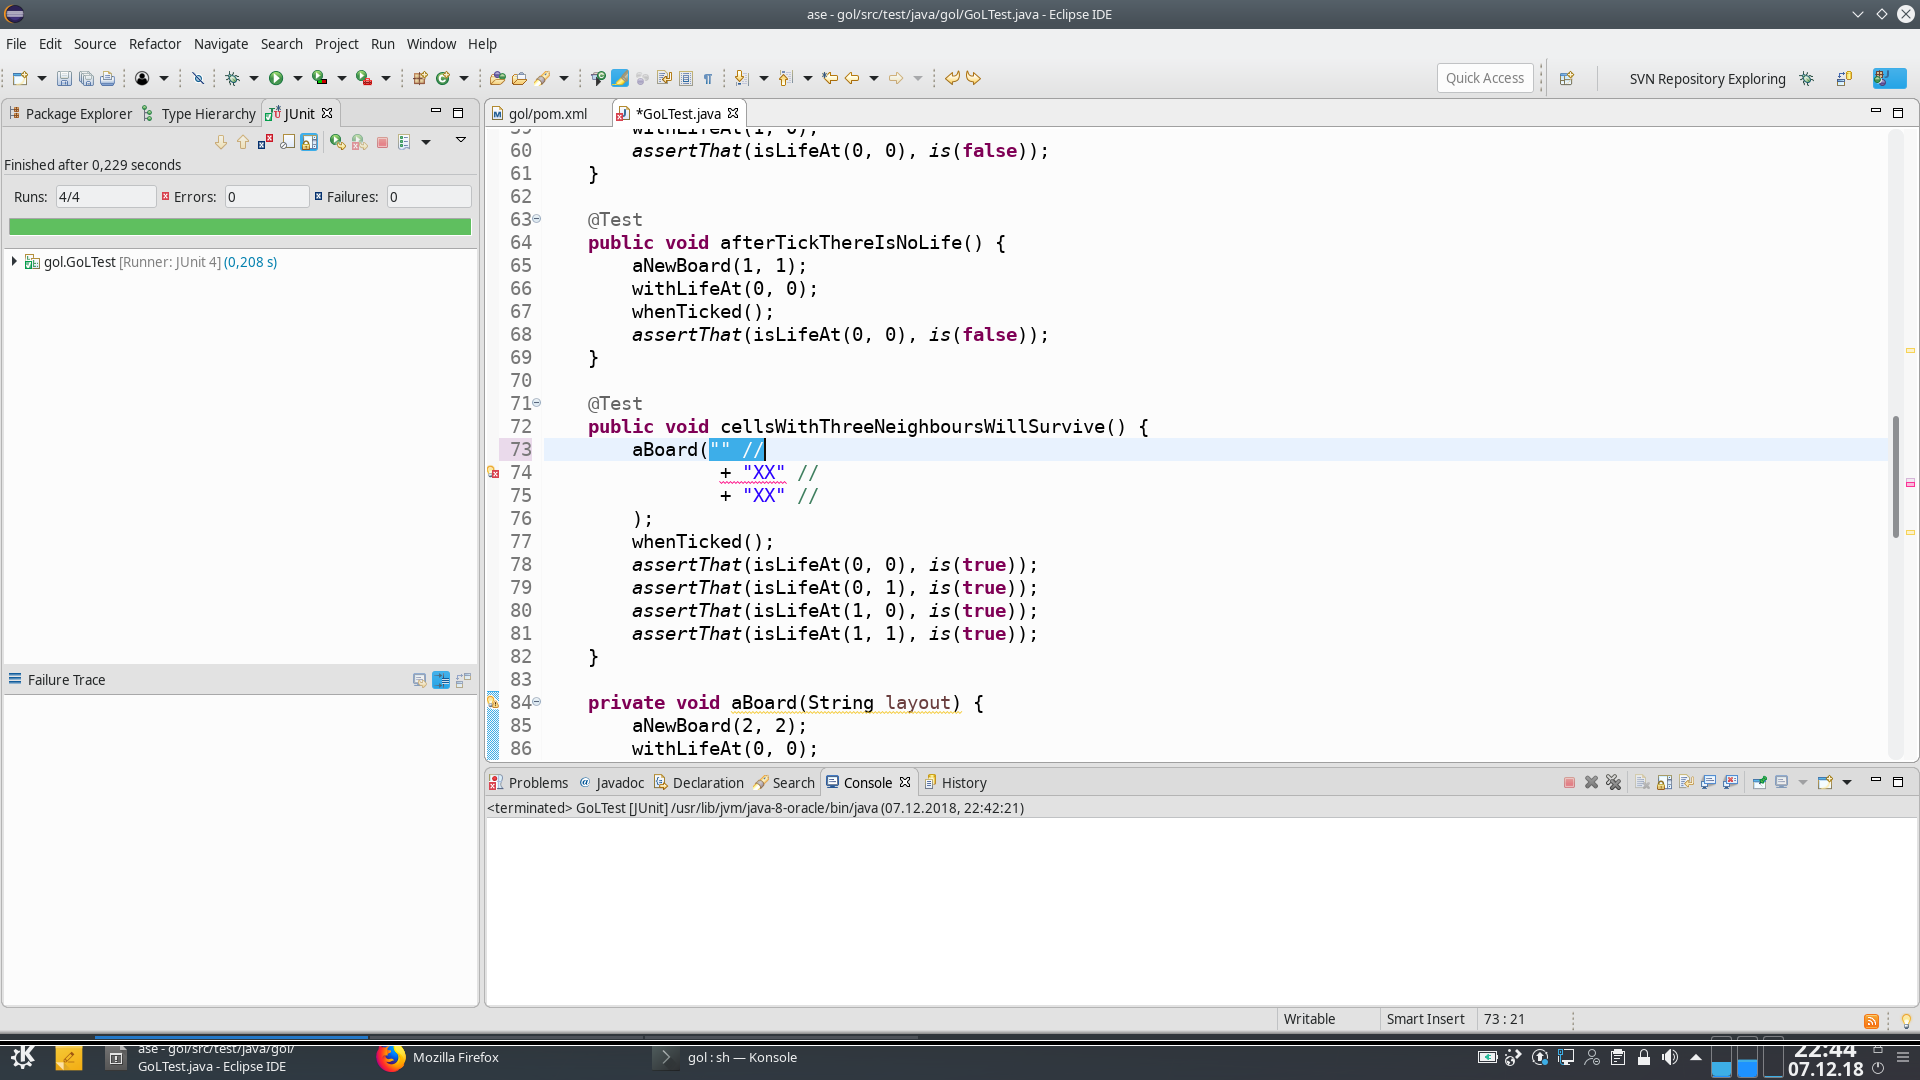 ase - gol/src/test/java/gol/GoLTest.java - Eclipse IDE
File Edit Source Refactor Navigate Search Project Run Window Help
Quick Access
SVN Repository Exploring
Package Explorer Type Hierarchy JUnit
gol/pom.xml *GoLTest.java
Finished after 0,229 seconds
Runs: 4/4 Errors: 0 Failures: 0
gol.GoLTest [Runner: JUnit 4] (0,208 s)
Failure Trace
59 withLifeAt(1, 0);
60 assertThat(isLifeAt(0, 0), is(false));
61 }
62
63 @Test
64 public void afterTickThereIsNoLife() {
65 aNewBoard(1, 1);
66 withLifeAt(0, 0);
67 whenTicked();
68 assertThat(isLifeAt(0, 0), is(false));
69 }
70
71 @Test
72 public void cellsWithThreeNeighboursWillSurvive() {
73 aBoard("" //
74 + "XX" //
75 + "XX" //
76 );
77 whenTicked();
78 assertThat(isLifeAt(0, 0), is(true));
79 assertThat(isLifeAt(0, 1), is(true));
80 assertThat(isLifeAt(1, 0), is(true));
81 assertThat(isLifeAt(1, 1), is(true));
82 }
83
84 private void aBoard(String layout) {
85 aNewBoard(2, 2);
86 withLifeAt(0, 0);
Problems Javadoc Declaration Search Console History
<terminated> GoLTest [JUnit] /usr/lib/jvm/java-8-oracle/bin/java (07.12.2018, 22:42:21)
Writable Smart Insert 73 : 21
ase - gol/src/test/java/gol/
GoLTest.java - Eclipse IDE
Mozilla Firefox
gol : sh — Konsole
22:44
07.12.18